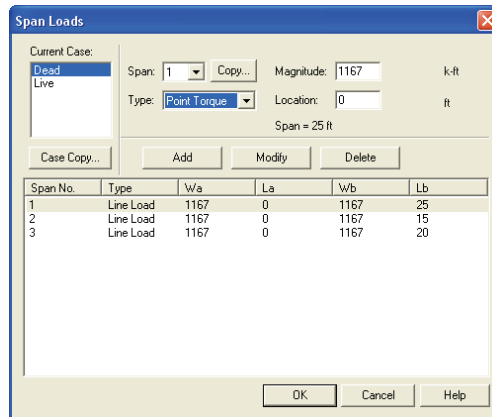 Span Loads
Current Case:
Dead
Live
Span: 1 Copy... Magnitude: 1167 k-ft
Type: Point Torque Location: 0 ft
Span = 25 ft
Case Copy... Add Modify Delete
Span No. Type Wa La Wb Lb
1 Line Load 1167 0 1167 25
2 Line Load 1167 0 1167 15
3 Line Load 1167 0 1167 20
OK Cancel Help